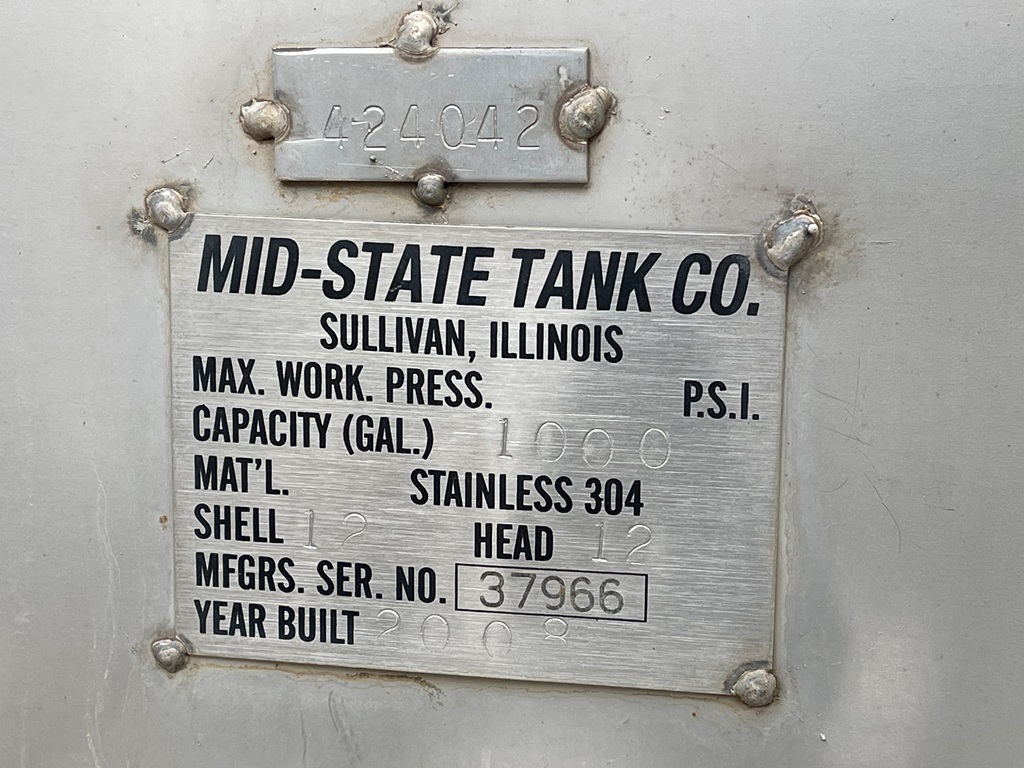 424042
MID-STATE TANK CO.
SULLIVAN, ILLINOIS
MAX. WORK. PRESS. P.S.I.
CAPACITY (GAL.) 1000
MAT'L. STAINLESS 304
SHELL 12 HEAD 12
MFGRS. SER. NO. 37966
YEAR BUILT 2008